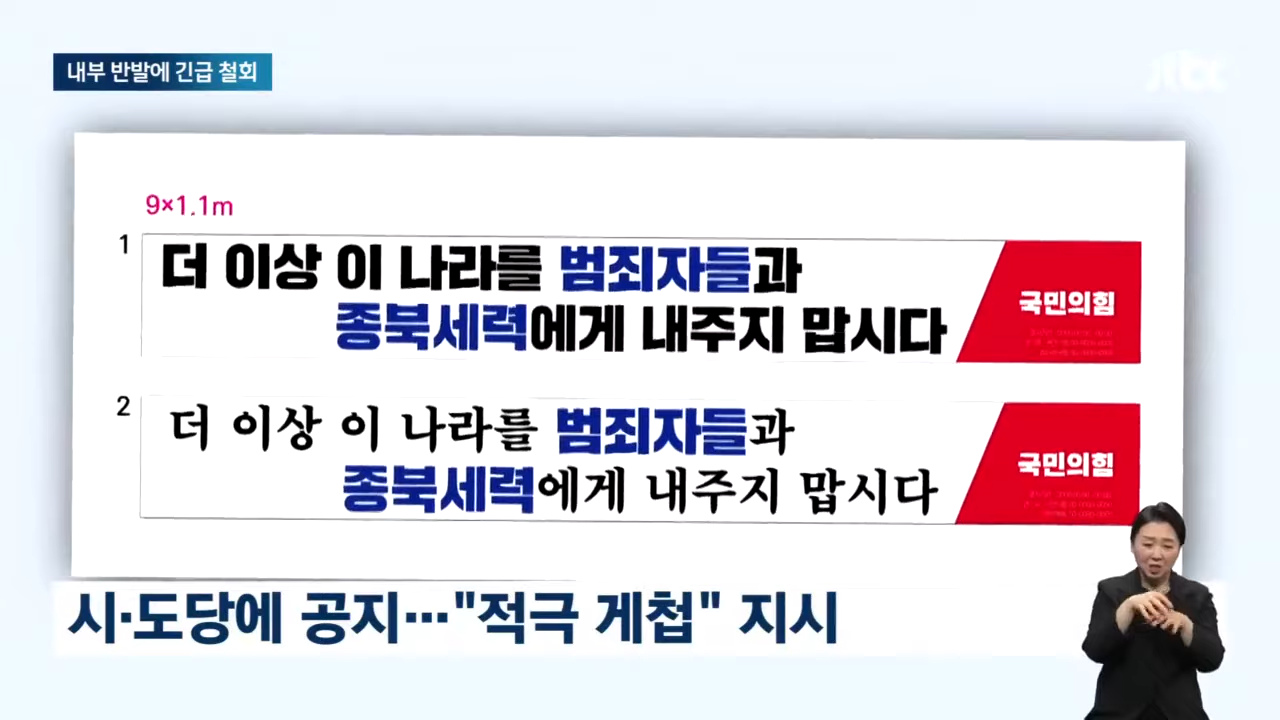 내부 반발에 긴급 철회
jtbc
9×1.1m
1
더 이상 이 나라를 범죄자들과
종북세력에게 내주지 맙시다
국민의힘
2
더 이상 이 나라를 범죄자들과
종북세력에게 내주지 맙시다
국민의힘
시·도당에 공지…"적극 게첩" 지시